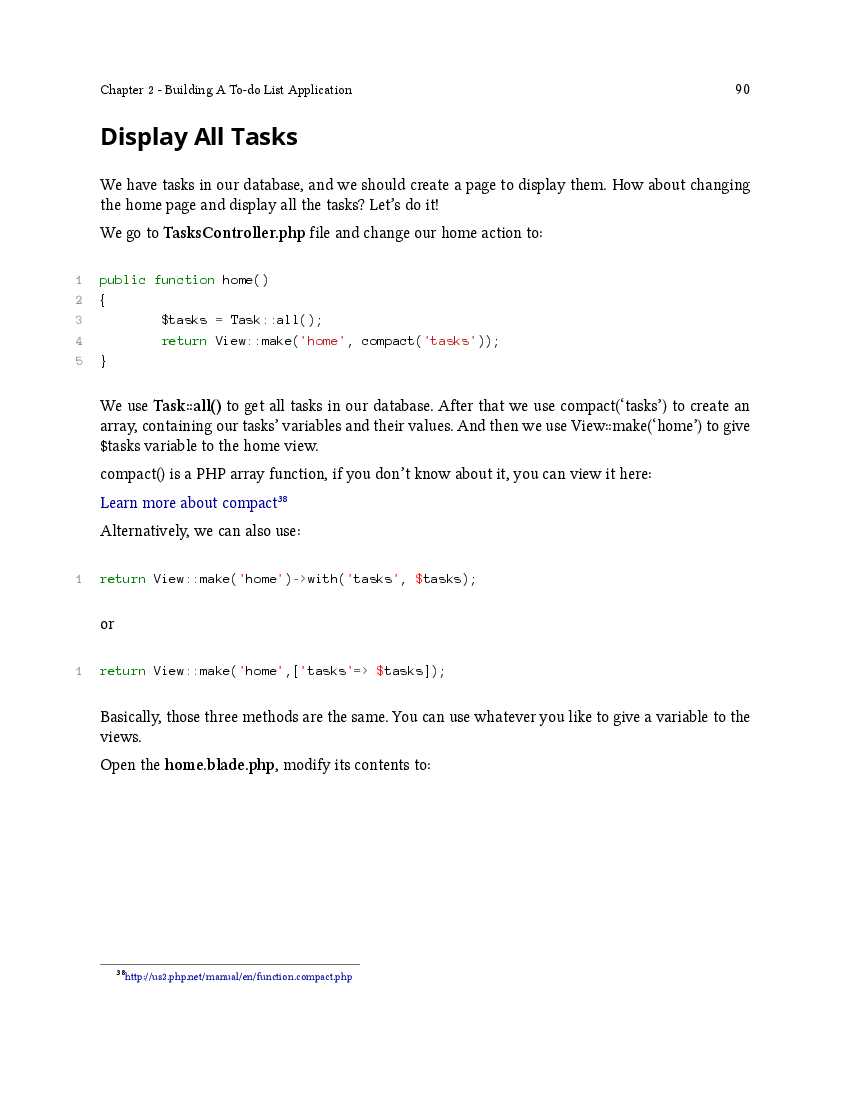 Chapter 2 - Building A To-do List Application 90
Display All Tasks
We have tasks in our database, and we should create a page to display them. How about changing
the home page and display all the tasks? Let’s do it!
We go to TasksController.php file and change our home action to:
1 public function home()
2 {
3 $tasks = Task::all();
4 return View::make('home', compact('tasks'));
5 }
We use Task::all() to get all tasks in our database. After that we use compact(‘tasks’) to create an
array, containing our tasks’ variables and their values. And then we use View::make(‘home’) to give
$tasks variable to the home view.
compact() is a PHP array function, if you don’t know about it, you can view it here:
Learn more about compact³⁸
Alternatively, we can also use:
1 return View::make('home')->with('tasks', $tasks);
or
1 return View::make('home',['tasks'=> $tasks]);
Basically, those three methods are the same. You can use whatever you like to give a variable to the
views.
Open the home.blade.php, modify its contents to:
³⁸http://us2.php.net/manual/en/function.compact.php